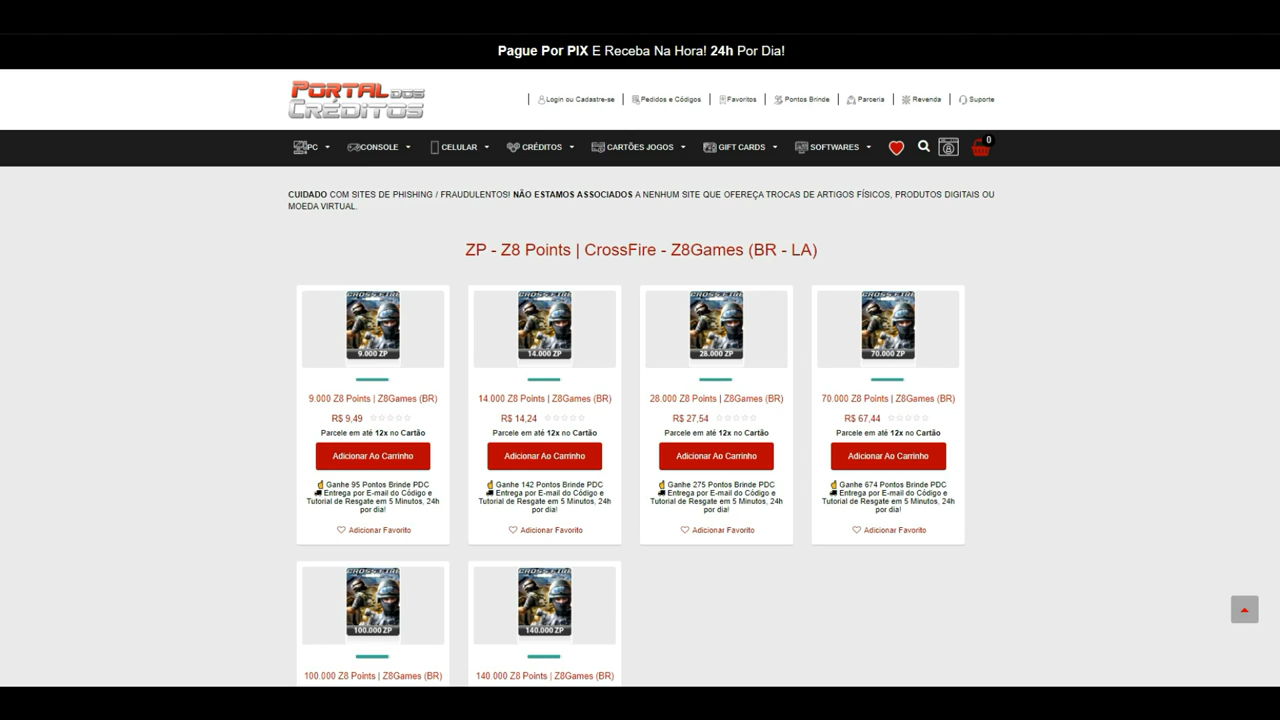 Pague Por PIX E Receba Na Hora! 24h Por Dia!
PORTAL DOS
CRÉDITOS
Login ou Cadastre-se
Pedidos e Códigos
Favoritos
Pontos Brinde
Parceria
Revenda
Suporte
PC
CONSOLE
CELULAR
CRÉDITOS
CARTÕES JOGOS
GIFT CARDS
SOFTWARES
0
CUIDADO COM SITES DE PHISHING / FRAUDULENTOS! NÃO ESTAMOS ASSOCIADOS A NENHUM SITE QUE OFEREÇA TROCAS DE ARTIGOS FÍSICOS, PRODUTOS DIGITAIS OU
MOEDA VIRTUAL.
ZP - Z8 Points | CrossFire - Z8Games (BR - LA)
CROSS FIRE
9.000 ZP
9.000 Z8 Points | Z8Games (BR)
R$ 9,49
Parcele em até 12x no Cartão
Adicionar Ao Carrinho
Ganhe 95 Pontos Brinde PDC
Entrega por E-mail do Código e
Tutorial de Resgate em 5 Minutos, 24h
por dia!
Adicionar Favorito
CROSS FIRE
14.000 ZP
14.000 Z8 Points | Z8Games (BR)
R$ 14,24
Parcele em até 12x no Cartão
Adicionar Ao Carrinho
Ganhe 142 Pontos Brinde PDC
Entrega por E-mail do Código e
Tutorial de Resgate em 5 Minutos, 24h
por dia!
Adicionar Favorito
CROSS FIRE
28.000 ZP
28.000 Z8 Points | Z8Games (BR)
R$ 27,54
Parcele em até 12x no Cartão
Adicionar Ao Carrinho
Ganhe 275 Pontos Brinde PDC
Entrega por E-mail do Código e
Tutorial de Resgate em 5 Minutos, 24h
por dia!
Adicionar Favorito
CROSS FIRE
70.000 ZP
70.000 Z8 Points | Z8Games (BR)
R$ 67,44
Parcele em até 12x no Cartão
Adicionar Ao Carrinho
Ganhe 674 Pontos Brinde PDC
Entrega por E-mail do Código e
Tutorial de Resgate em 5 Minutos, 24h
por dia!
Adicionar Favorito
CROSS FIRE
100.000 ZP
100.000 Z8 Points | Z8Games (BR)
CROSS FIRE
140.000 ZP
140.000 Z8 Points | Z8Games (BR)